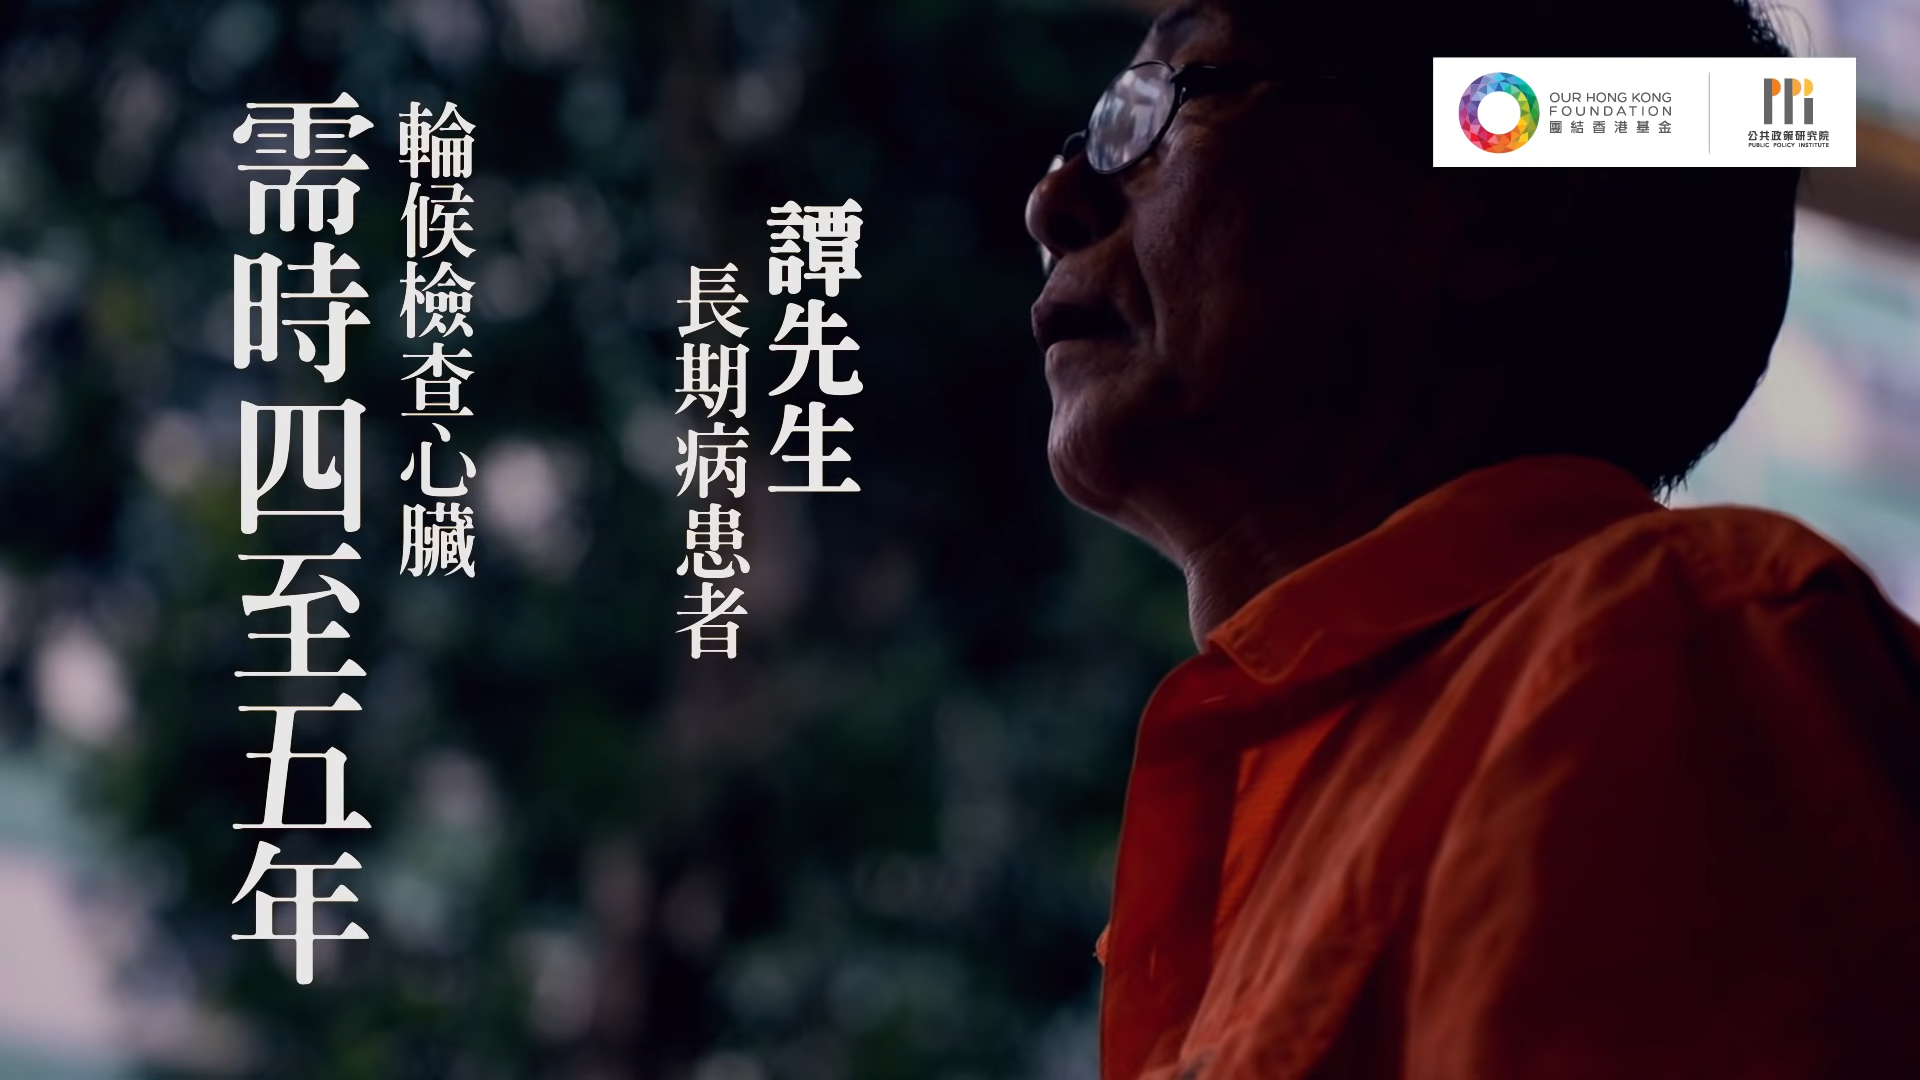 譚先生
長期病患者
輪候檢查心臟
需時四至五年
OUR HONG KONG
FOUNDATION
團結香港基金
PPi
公共政策研究院
PUBLIC POLICY INSTITUTE